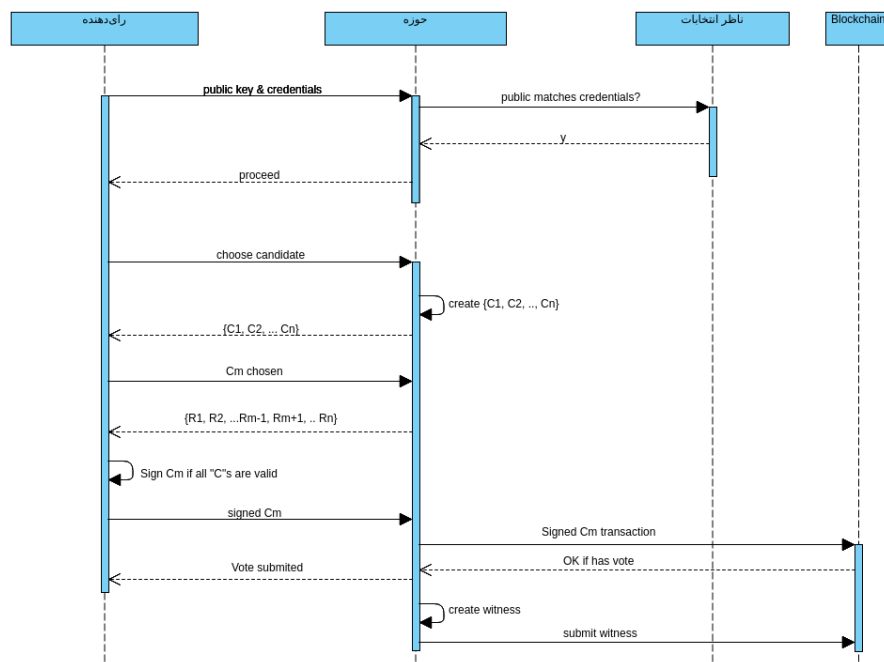 رای‌دهنده
حوزه
ناظر انتخابات
Blockchain
public key & credentials
public matches credentials?
y
proceed
choose candidate
create {C1, C2, .., Cn}
{C1, C2, ... Cn}
Cm chosen
{R1, R2, ...Rm-1, Rm+1, .. Rn}
Sign Cm if all "C"s are valid
signed Cm
Signed Cm transaction
OK if has vote
Vote submited
create witness
submit witness